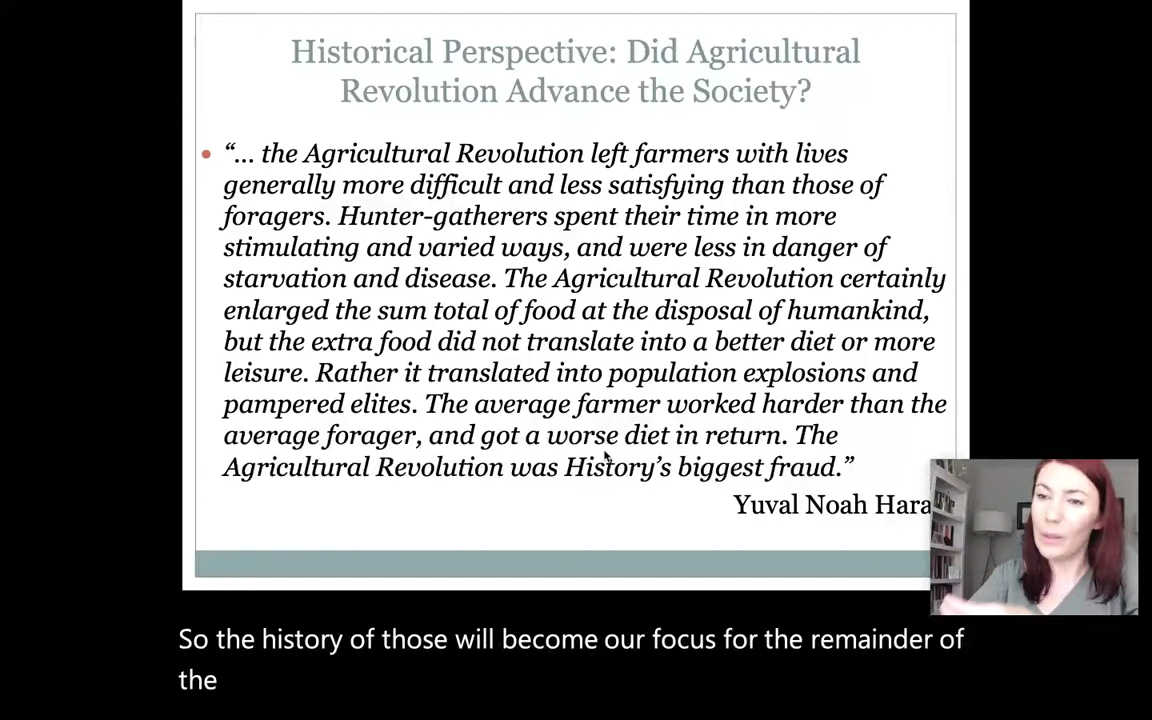 Historical Perspective: Did Agricultural
Revolution Advance the Society?
“... the Agricultural Revolution left farmers with lives
generally more difficult and less satisfying than those of
foragers. Hunter-gatherers spent their time in more
stimulating and varied ways, and were less in danger of
starvation and disease. The Agricultural Revolution certainly
enlarged the sum total of food at the disposal of humankind,
but the extra food did not translate into a better diet or more
leisure. Rather it translated into population explosions and
pampered elites. The average farmer worked harder than the
average forager, and got a worse diet in return. The
Agricultural Revolution was History’s biggest fraud.”
Yuval Noah Hara
So the history of those will become our focus for the remainder of
the